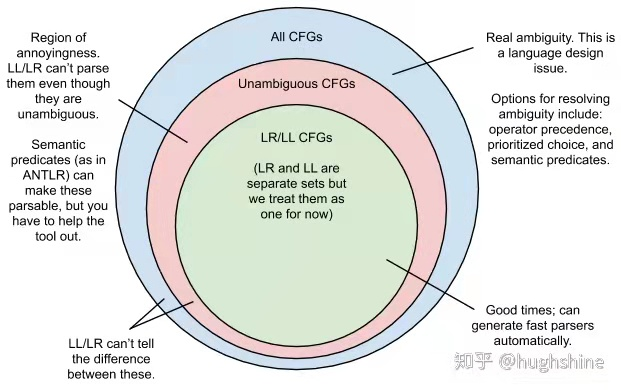 Region of
annoyingness.
LL/LR can't parse
them even though
they are
unambiguous.
Semantic
predicates (as in
ANTLR) can
make these
parsable, but you
have to help the
tool out.
All CFGs
Unambiguous CFGs
LR/LL CFGs
(LR and LL are
separate sets but
we treat them as
one for now)
Real ambiguity. This is
a language design
issue.
Options for resolving
ambiguity include:
operator precedence,
prioritized choice, and
semantic predicates.
LL/LR can't tell
the difference
between these.
Good times; can
generate fast parsers
automatically.
知乎 @hughshine